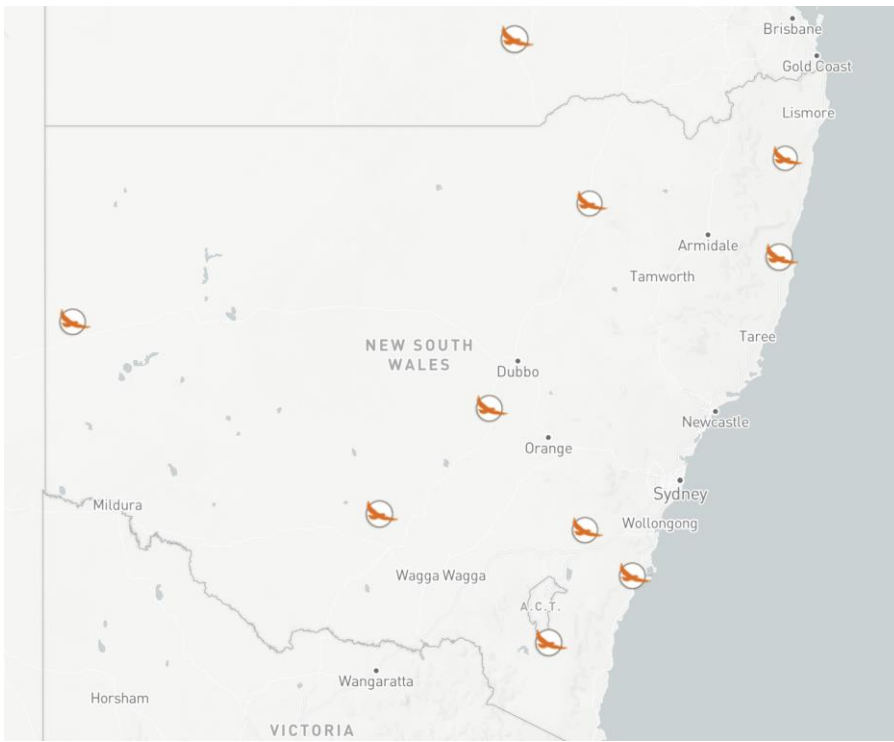 Brisbane
Gold Coast
Lismore
Armidale
Tamworth
Taree
NEW SOUTH
WALES
Dubbo
Newcastle
Orange
Sydney
Mildura
Wollongong
Wagga Wagga
A.C.T.
Wangaratta
Horsham
VICTORIA